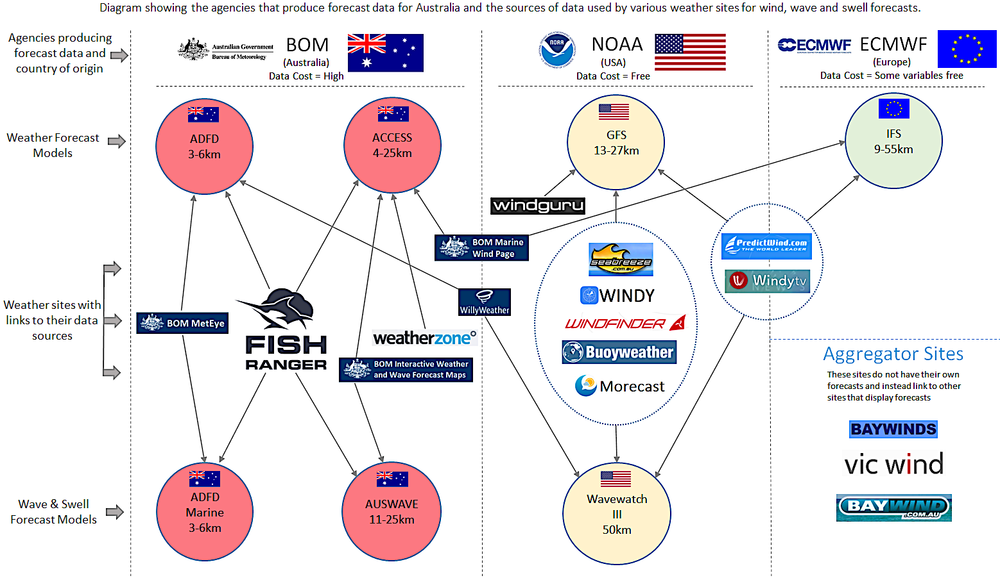 Diagram showing the agencies that produce forecast data for Australia and the sources of data used by various weather sites for wind, wave and swell forecasts.
Agencies producing
forecast data and
country of origin
Australian Government
Bureau of Meteorology
BOM
(Australia)
Data Cost = High
NOAA
NOAA
(USA)
Data Cost = Free
ECMWF
ECMWF
(Europe)
Data Cost = Some variables free
Weather Forecast
Models
ADFD
3-6km
ACCESS
4-25km
GFS
13-27km
IFS
9-55km
windguru
BOM Marine
Wind Page
PredictWind.com
THE WORLD LEADER
Windytv
seabreeze
.com.au
WINDY
WINDFINDER
Buoyweather
Morecast
WillyWeather
Weather sites with
links to their data
sources
BOM MetEye
FISH
RANGER
weatherzone°
BOM Interactive Weather
and Wave Forecast Maps
Aggregator Sites
These sites do not have their own
forecasts and instead link to other
sites that display forecasts
BAYWINDS
vic wind
BAYWIND
.COM.AU
Wave & Swell
Forecast Models
ADFD
Marine
3-6km
AUSWAVE
11-25km
Wavewatch
III
50km